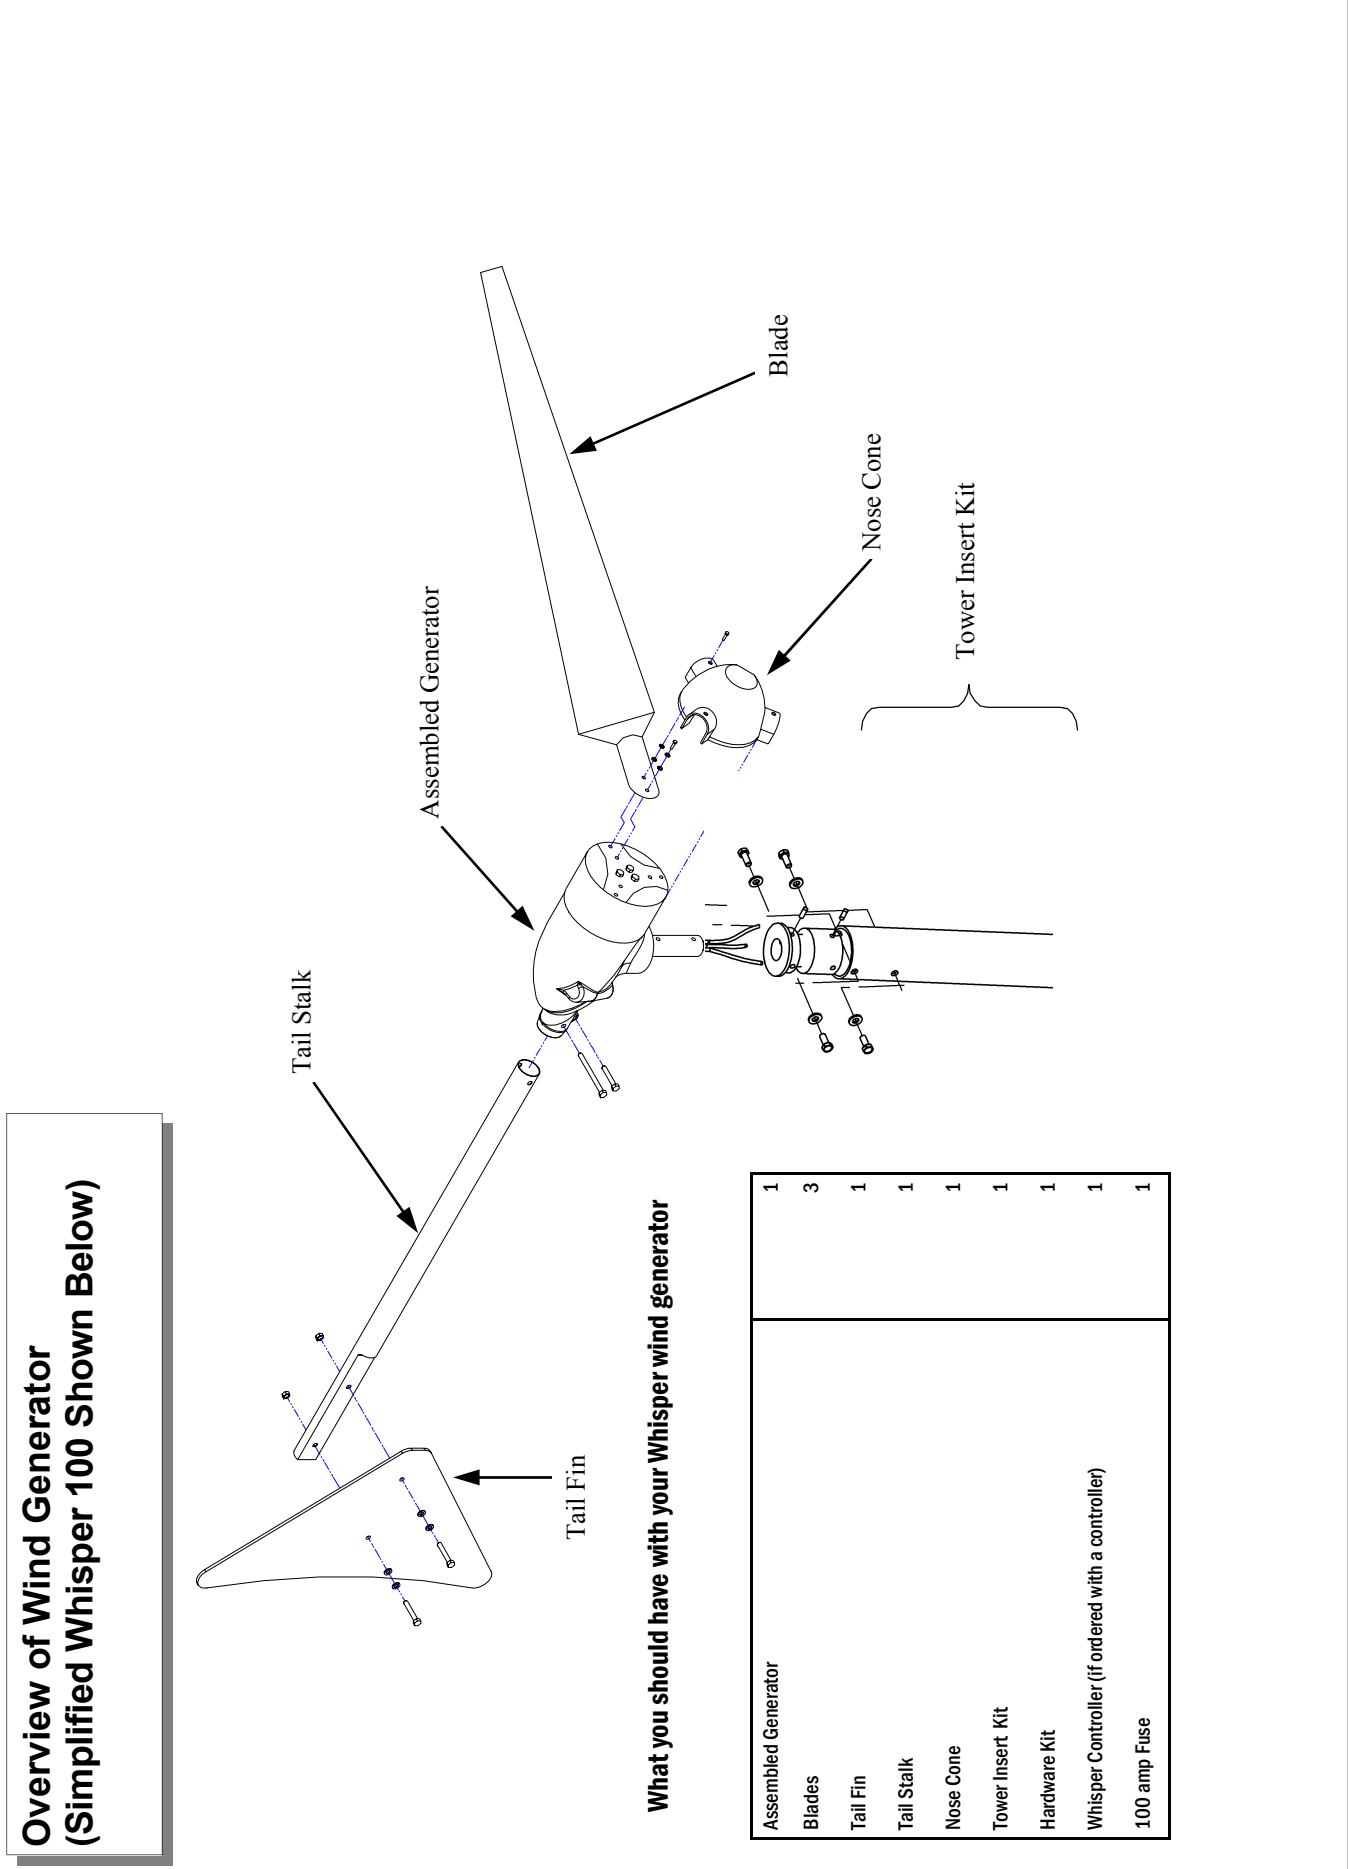 Overview of Wind Generator
(Simplified Whisper 100 Shown Below)
Tail Stalk
Assembled Generator
Blade
Nose Cone
Tower Insert Kit
Tail Fin
What you should have with your Whisper wind generator
Assembled Generator 1
Blades 3
Tail Fin 1
Tail Stalk 1
Nose Cone 1
Tower Insert Kit 1
Hardware Kit 1
Whisper Controller (if ordered with a controller) 1
100 amp Fuse 1